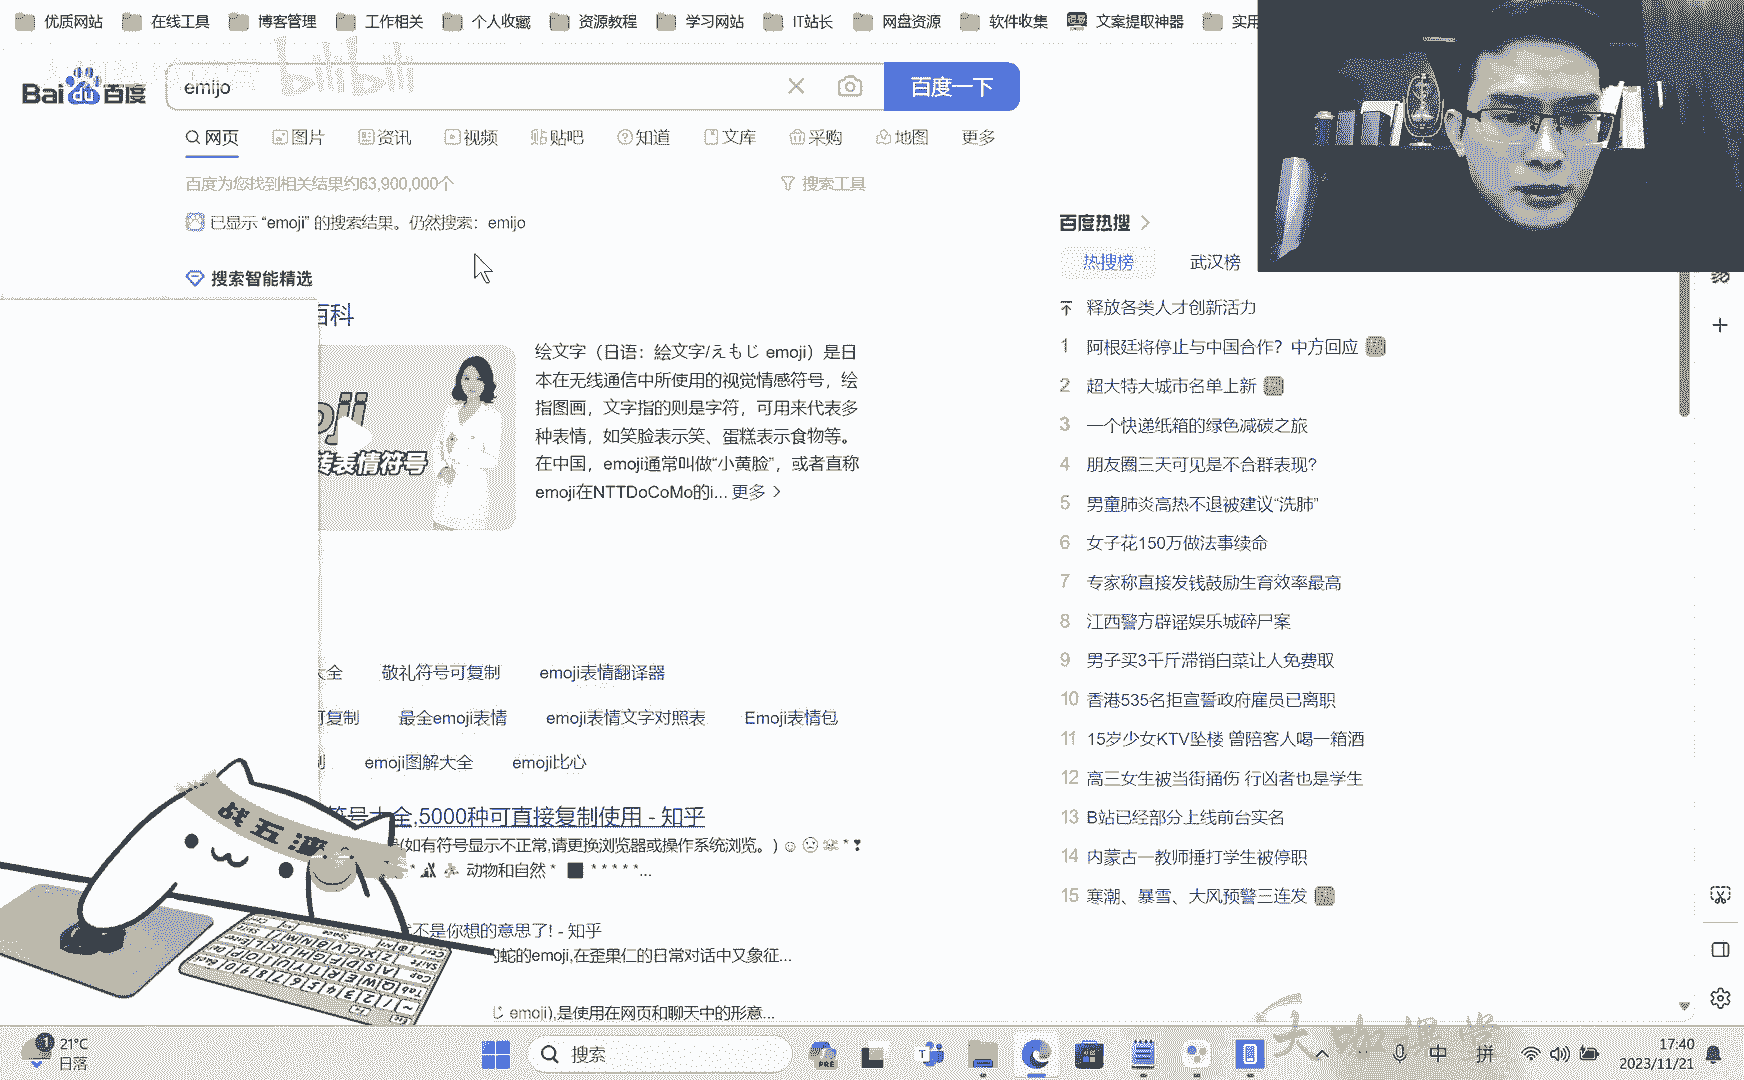 优质网站 在线工具 博客管理 工作相关 个人收藏 资源教程 学习网站 IT站长 网盘资源 软件收集 文案提取神器 实用
bilibili
Bai du 百度 emijo 百度一下
网页 图片 资讯 视频 贴吧 知道 文库 采购 地图 更多
百度为您找到相关结果约63,900,000个 搜索工具
已显示 “emoji” 的搜索结果。仍然搜索：emijo
搜索智能精选
百科
绘文字（日语：絵文字/えもじ emoji）是日
本在无线通信中所使用的视觉情感符号，绘
指图画，文字指的则是字符，可用来代表多
种表情，如笑脸表示笑、蛋糕表示食物等。
在中国，emoji通常叫做“小黄脸”，或者直称
emoji在NTTDoCoMo的i... 更多 >
表情符号
大全 敬礼符号可复制 emoji表情翻译器
可复制 最全emoji表情 emoji表情文字对照表 Emoji表情包
emoji图解大全 emoji比心
符号大全,5000种可直接复制使用 - 知乎
(如有符号显示不正常,请更换浏览器或操作系统浏览。) ☺
动物和自然 * ■ * * * * *...
不是你想的意思了! - 知乎
的蛇的emoji,在歪果仁的日常对话中又象征...
じ emoji),是使用在网页和聊天中的形意...
百度热搜 >
热搜榜 武汉榜
释放各类人才创新活力
1 阿根廷将停止与中国合作？中方回应
2 超大特大城市名单上新
3 一个快递纸箱的绿色减碳之旅
4 朋友圈三天可见是不合群表现?
5 男童肺炎高热不退被建议“洗肺”
6 女子花150万做法事续命
7 专家称直接发钱鼓励生育效率最高
8 江西警方辟谣娱乐城碎尸案
9 男子买3千斤滞销白菜让人免费取
10 香港535名拒宣誓政府雇员已离职
11 15岁少女KTV坠楼 曾陪客人喝一箱酒
12 高三女生被当街捅伤 行凶者也是学生
13 B站已经部分上线前台实名
14 内蒙古一教师捶打学生被停职
15 寒潮、暴雪、大风预警三连发
战五渣
1 21°C
日落
搜索
PRE
中 拼
17:40
2023/11/21